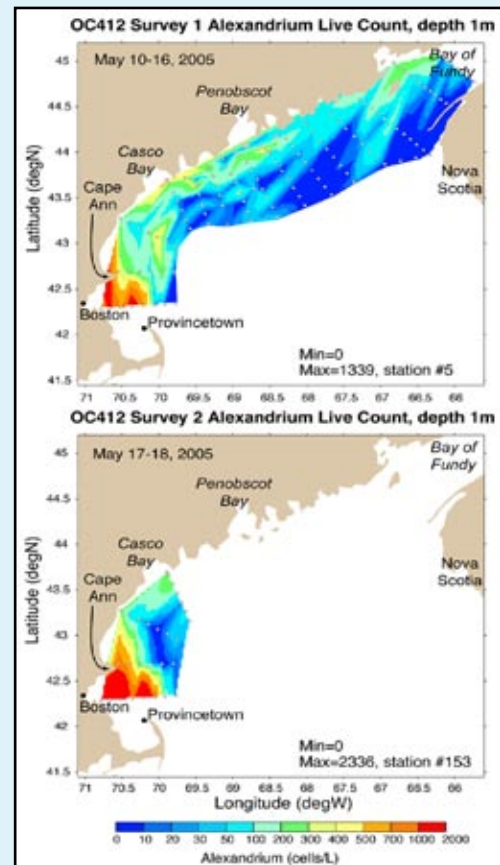 OC412 Survey 1 Alexandrium Live Count, depth 1m
May 10-16, 2005
Bay of
Fundy
Penobscot
Bay
Casco
Bay
Cape
Ann
Nova
Scotia
Boston
Provincetown
Min=0
Max=1339, station #5
Latitude (degN)
45
44.5
44
43.5
43
42.5
42
41.5
71 70.5 70 69.5 69 68.5 68 67.5 67 66.5 66
OC412 Survey 2 Alexandrium Live Count, depth 1m
May 17-18, 2005
Bay of
Fundy
Penobscot
Bay
Casco
Bay
Cape
Ann
Nova
Scotia
Boston
Provincetown
Min=0
Max=2336, station #153
Latitude (degN)
45
44.5
44
43.5
43
42.5
42
41.5
71 70.5 70 69.5 69 68.5 68 67.5 67 66.5 66
Longitude (degW)
0 10 20 30 50 100 200 300 400 500 700 1000 2000
Alexandrium (cells/L)